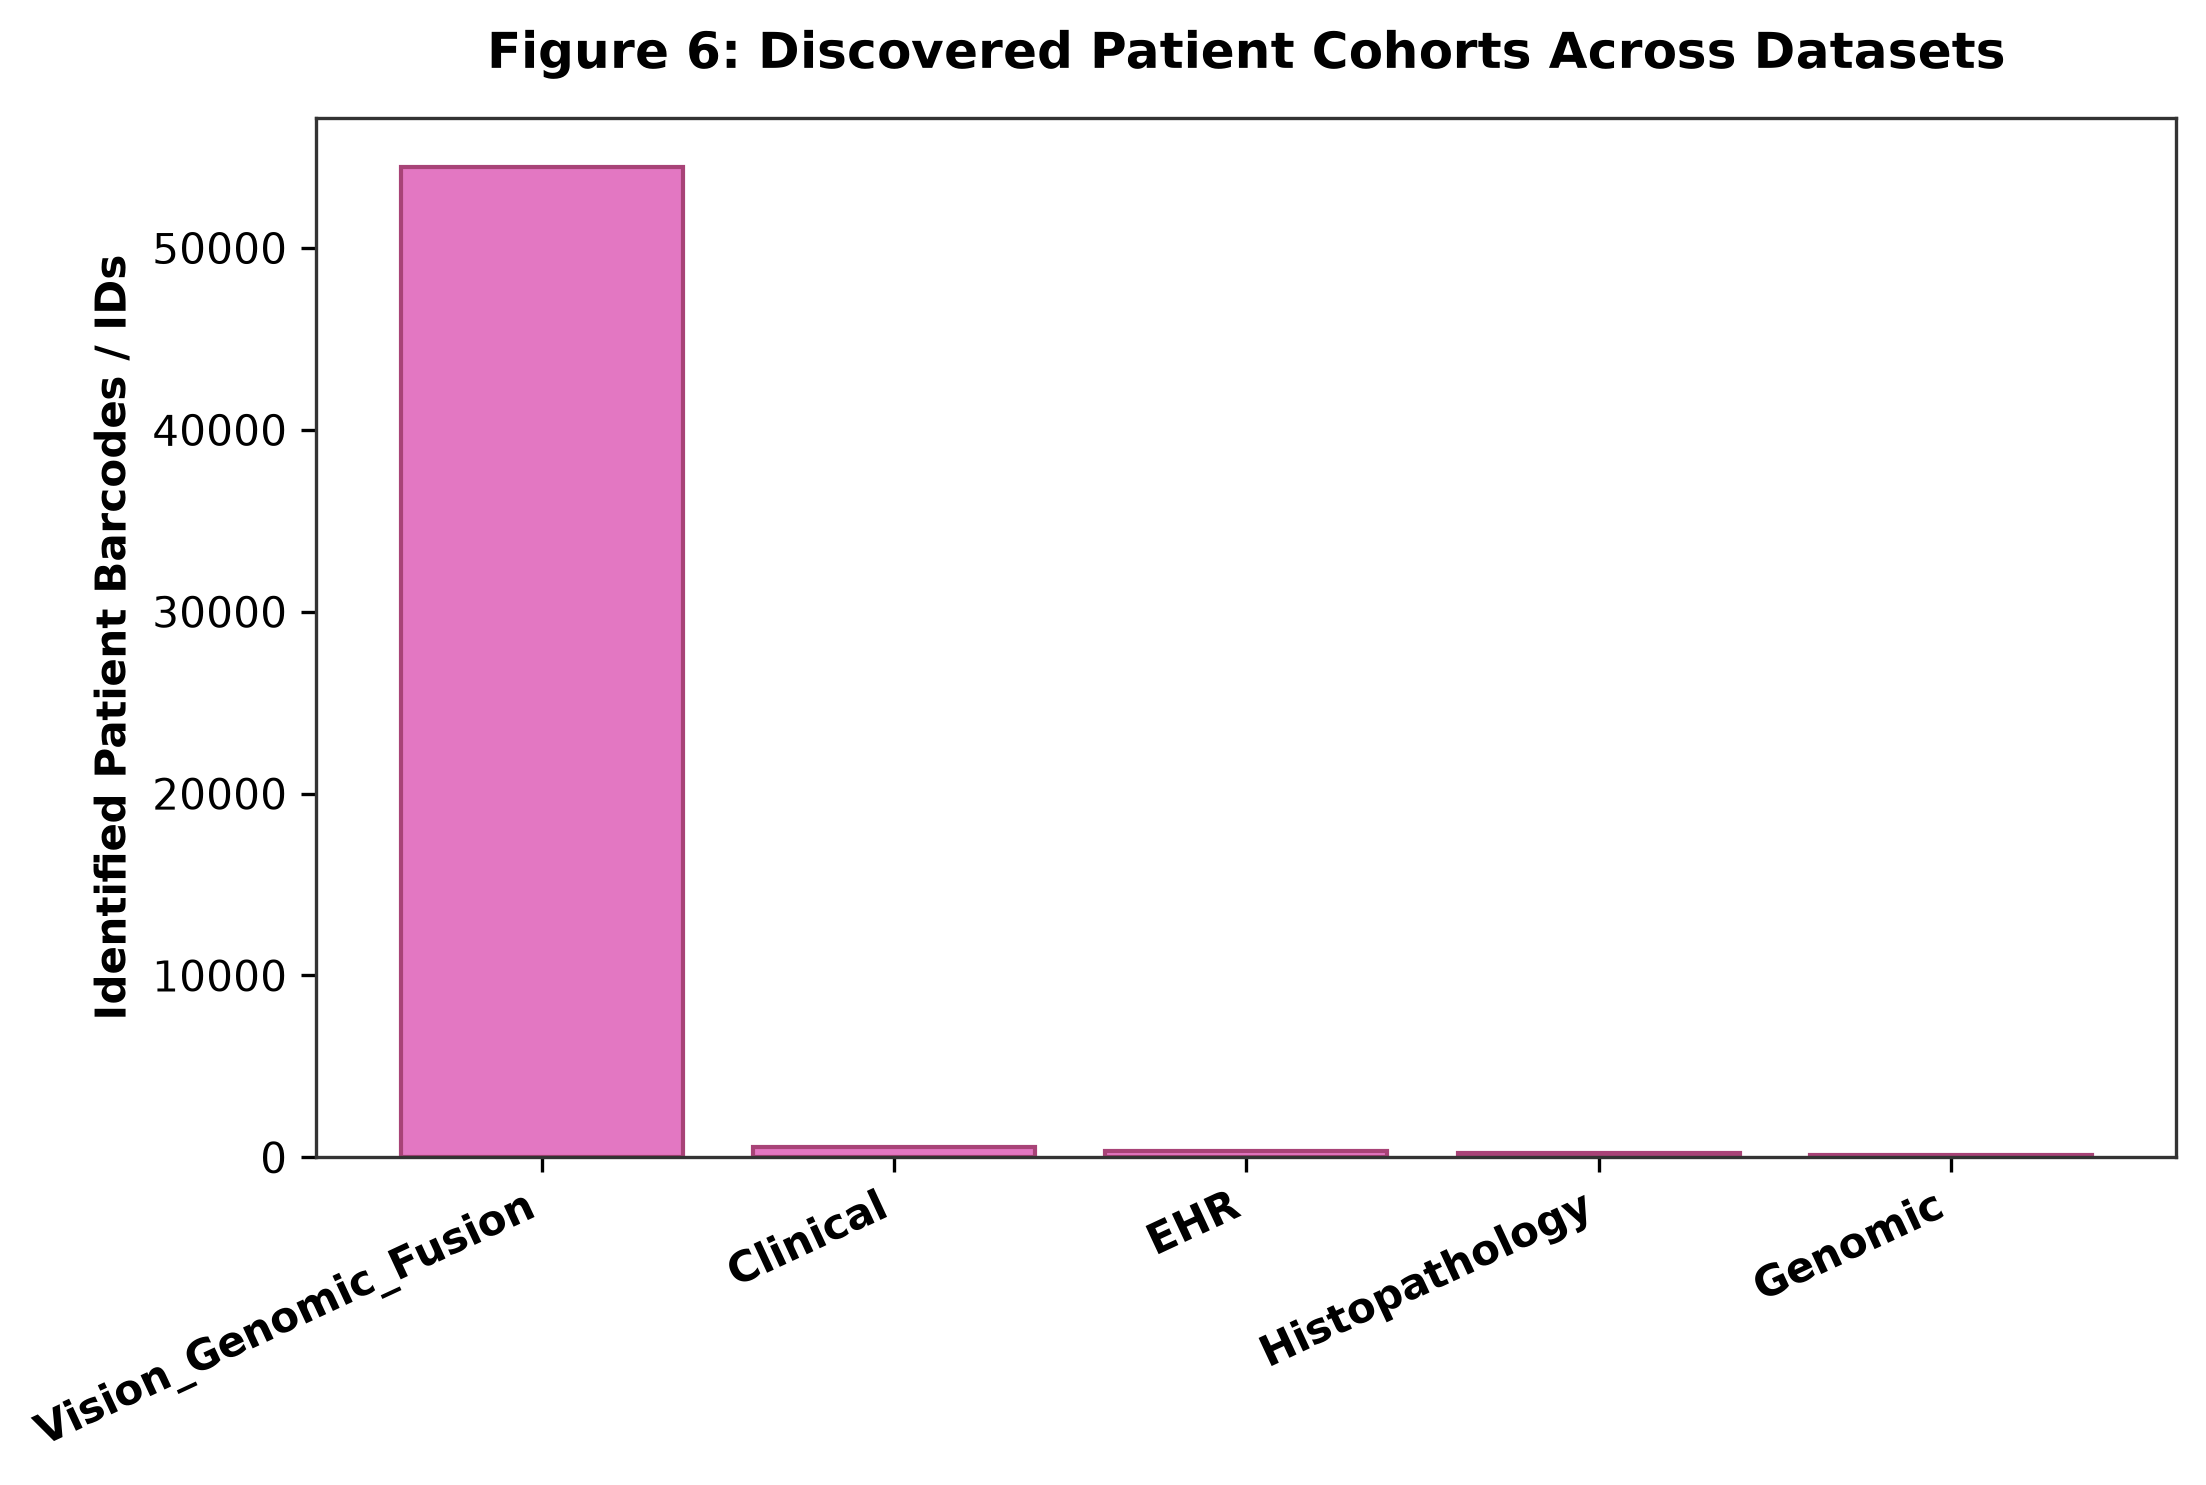 Figure 6: Discovered Patient Cohorts Across Datasets
Identified Patient Barcodes / IDs
50000
40000
30000
20000
10000
0
Vision_Genomic_Fusion
Clinical
EHR
Histopathology
Genomic